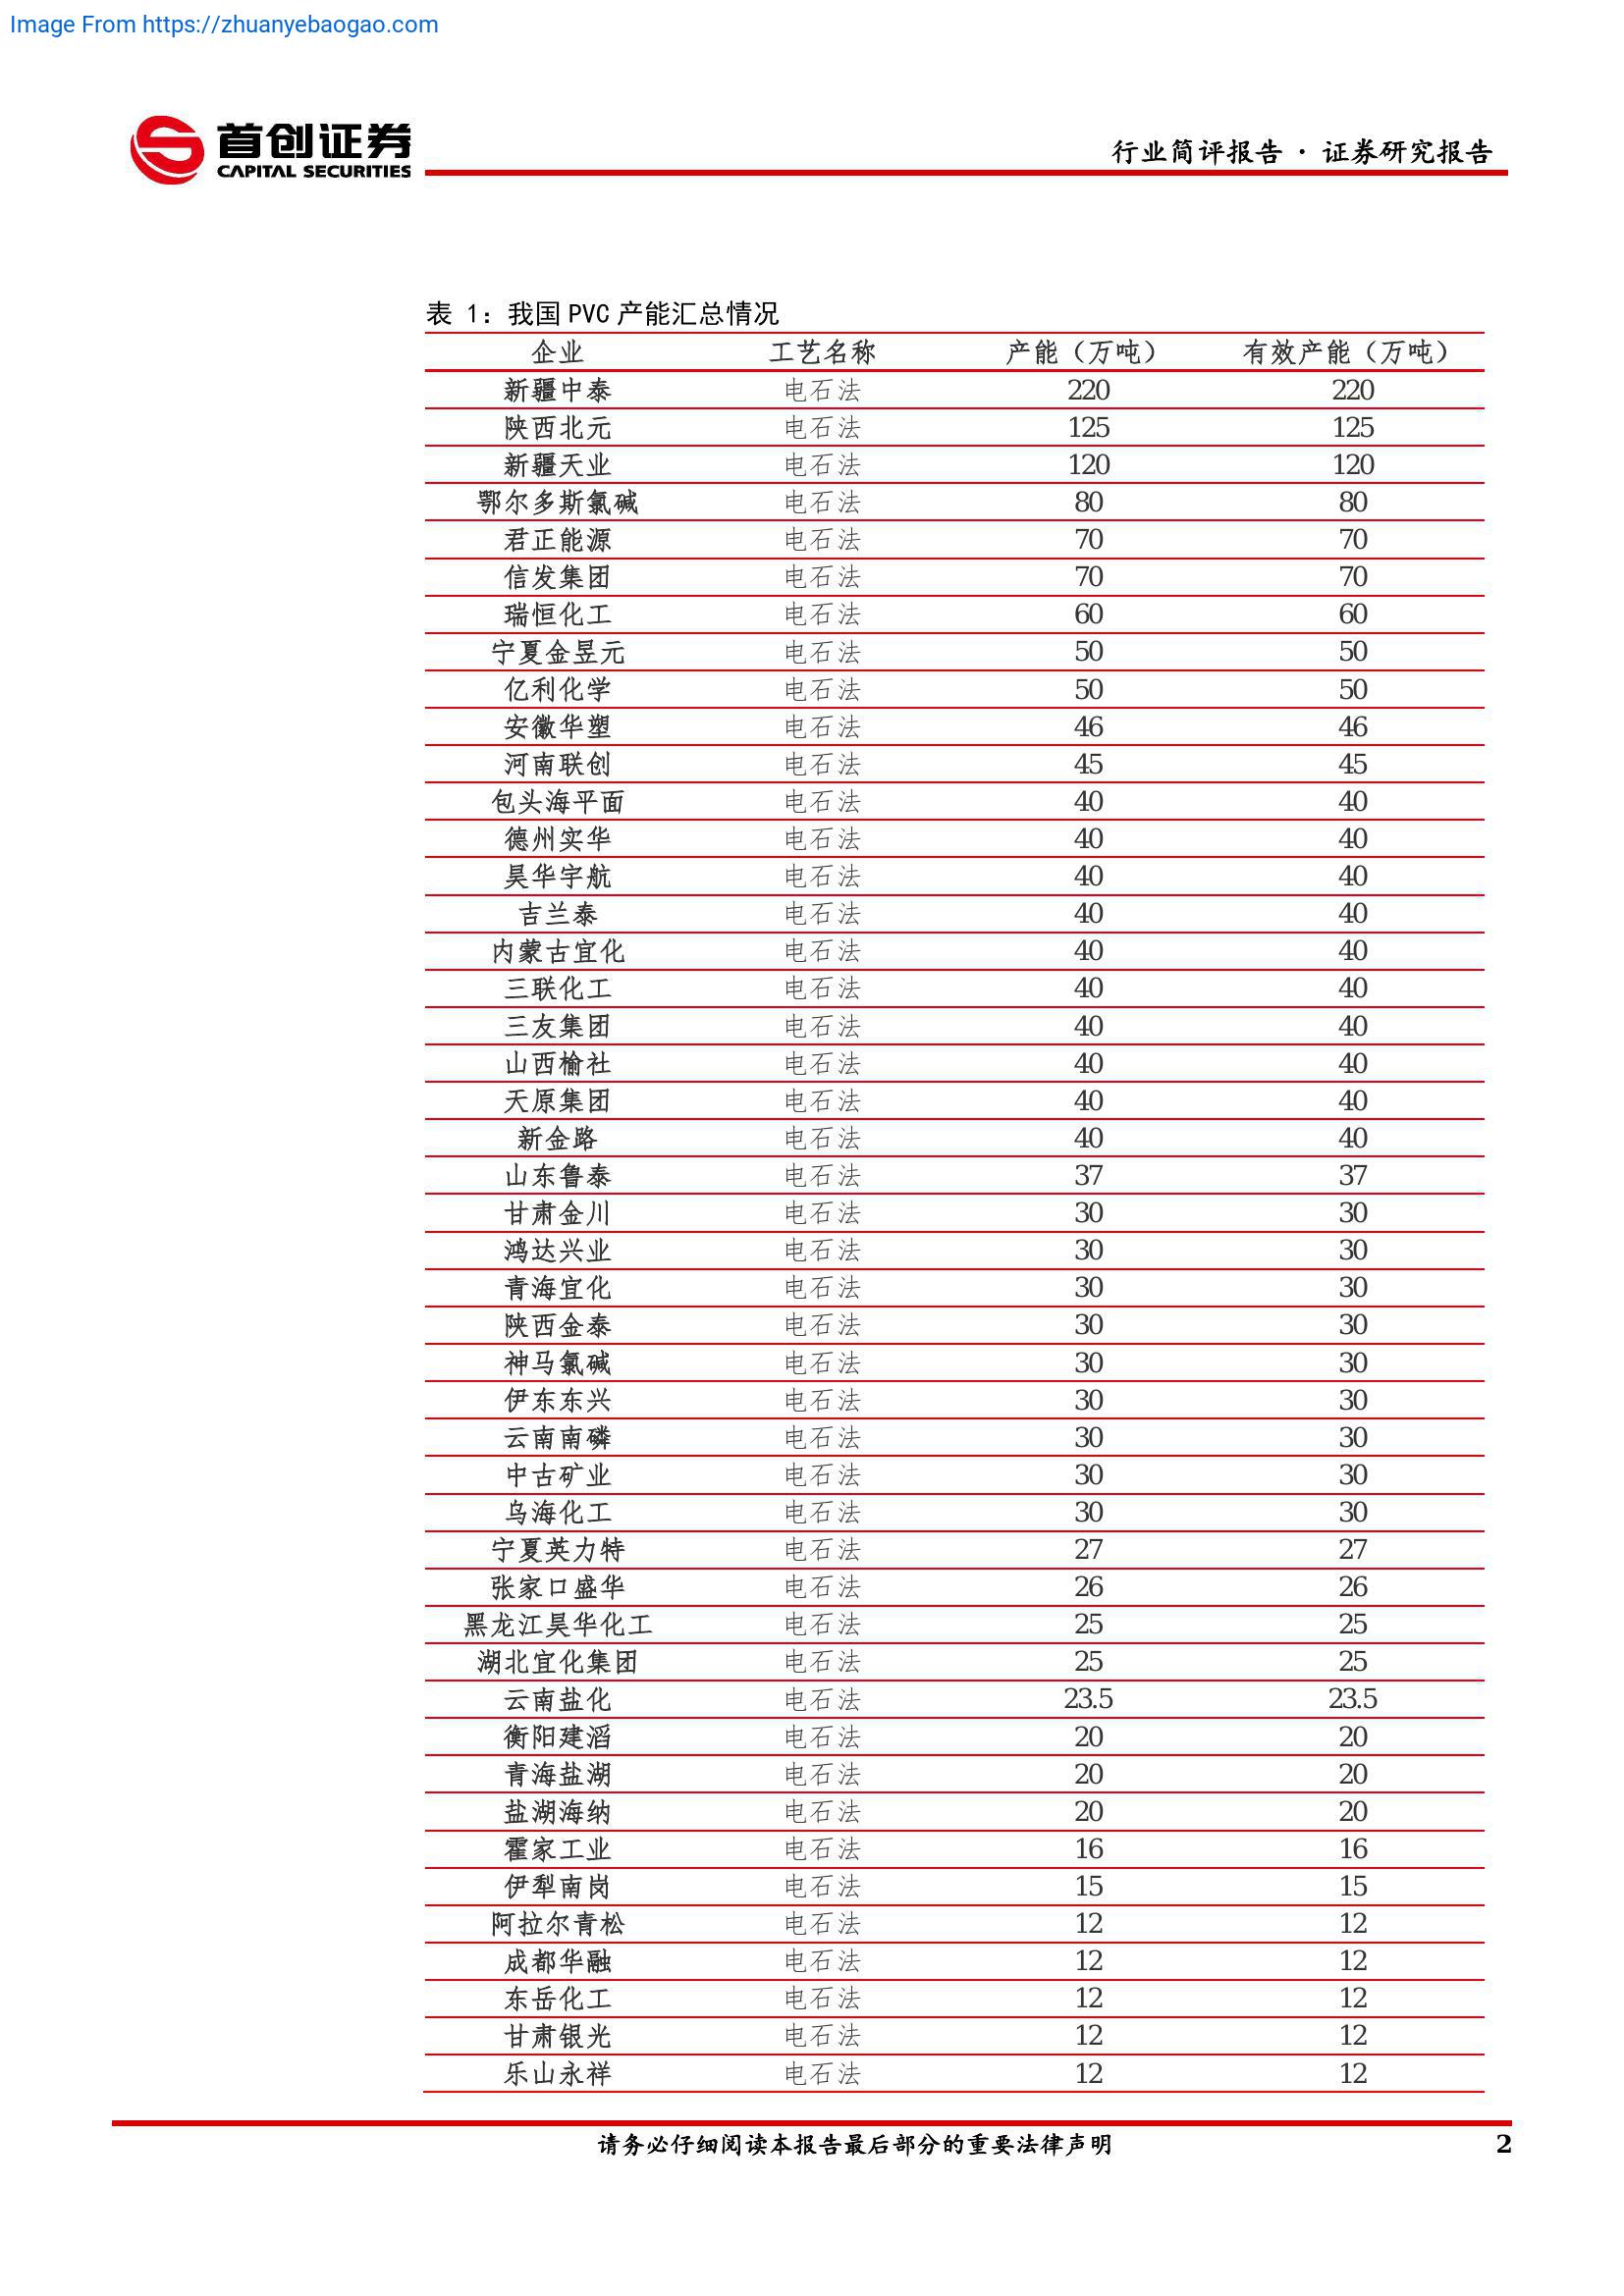 Image From https://zhuanyebaogao.com
首创证券
CAPITAL SECURITIES
行业简评报告 · 证券研究报告
表 1：我国 PVC 产能汇总情况
企业 工艺名称 产能（万吨） 有效产能（万吨）
新疆中泰 电石法 220 220
陕西北元 电石法 125 125
新疆天业 电石法 120 120
鄂尔多斯氯碱 电石法 80 80
君正能源 电石法 70 70
信发集团 电石法 70 70
瑞恒化工 电石法 60 60
宁夏金昱元 电石法 50 50
亿利化学 电石法 50 50
安徽华塑 电石法 46 46
河南联创 电石法 45 45
包头海平面 电石法 40 40
德州实华 电石法 40 40
昊华宇航 电石法 40 40
吉兰泰 电石法 40 40
内蒙古宜化 电石法 40 40
三联化工 电石法 40 40
三友集团 电石法 40 40
山西榆社 电石法 40 40
天原集团 电石法 40 40
新金路 电石法 40 40
山东鲁泰 电石法 37 37
甘肃金川 电石法 30 30
鸿达兴业 电石法 30 30
青海宜化 电石法 30 30
陕西金泰 电石法 30 30
神马氯碱 电石法 30 30
伊东东兴 电石法 30 30
云南南磷 电石法 30 30
中古矿业 电石法 30 30
乌海化工 电石法 30 30
宁夏英力特 电石法 27 27
张家口盛华 电石法 26 26
黑龙江昊华化工 电石法 25 25
湖北宜化集团 电石法 25 25
云南盐化 电石法 23.5 23.5
衡阳建滔 电石法 20 20
青海盐湖 电石法 20 20
盐湖海纳 电石法 20 20
霍家工业 电石法 16 16
伊犁南岗 电石法 15 15
阿拉尔青松 电石法 12 12
成都华融 电石法 12 12
东岳化工 电石法 12 12
甘肃银光 电石法 12 12
乐山永祥 电石法 12 12
请务必仔细阅读本报告最后部分的重要法律声明 2